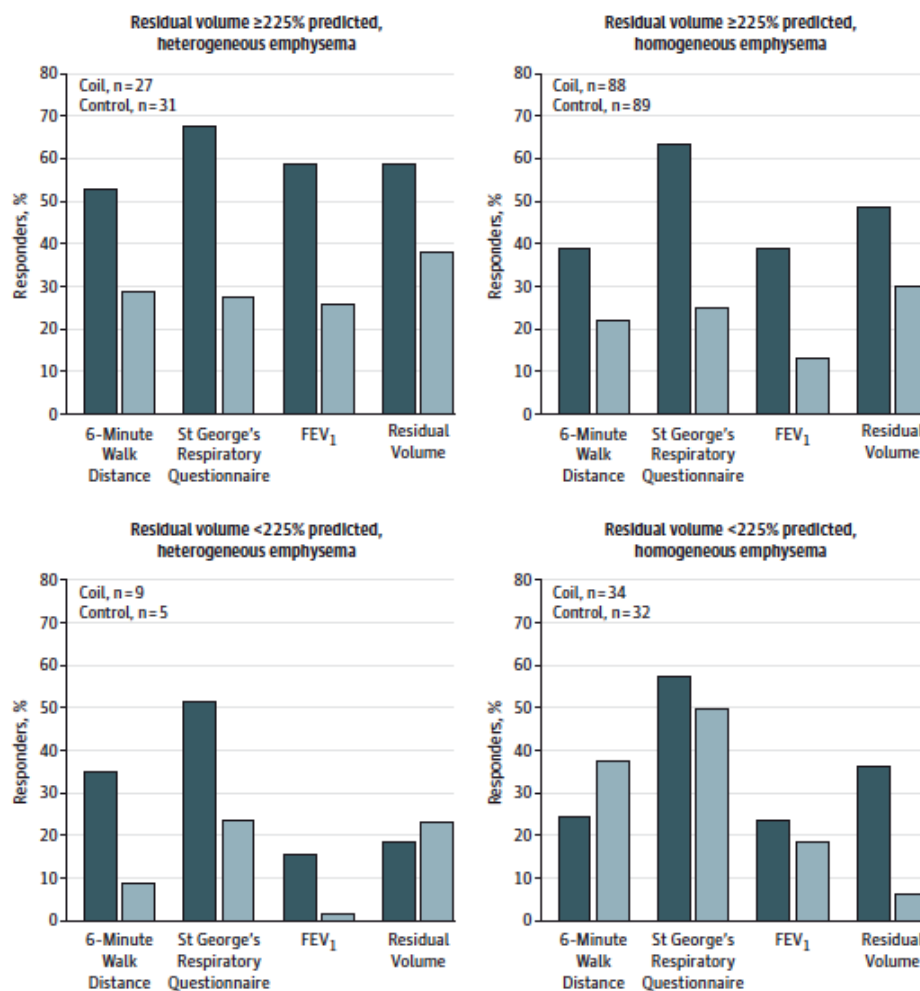 Residual volume ≥225% predicted,
heterogeneous emphysema
80
70
60
50
40
30
20
10
0
Responders, %
Coil, n=27
Control, n=31
6-Minute
Walk
Distance
St George's
Respiratory
Questionnaire
FEV1
Residual
Volume
Residual volume ≥225% predicted,
homogeneous emphysema
80
70
60
50
40
30
20
10
0
Responders, %
Coil, n=88
Control, n=89
6-Minute
Walk
Distance
St George's
Respiratory
Questionnaire
FEV1
Residual
Volume
Residual volume <225% predicted,
heterogeneous emphysema
80
70
60
50
40
30
20
10
0
Responders, %
Coil, n=9
Control, n=5
6-Minute
Walk
Distance
St George's
Respiratory
Questionnaire
FEV1
Residual
Volume
Residual volume <225% predicted,
homogeneous emphysema
80
70
60
50
40
30
20
10
0
Responders, %
Coil, n=34
Control, n=32
6-Minute
Walk
Distance
St George's
Respiratory
Questionnaire
FEV1
Residual
Volume